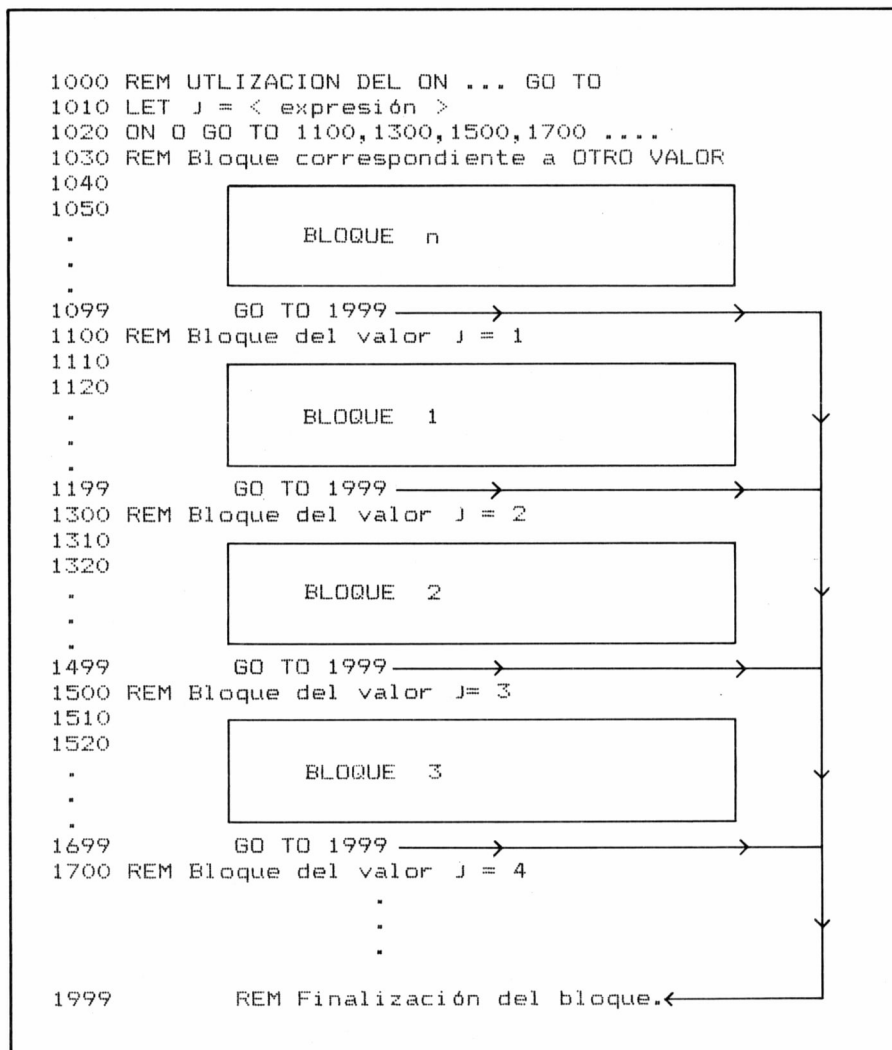 1000 REM UTLIZACION DEL ON ... GO TO
1010 LET J = < expresión >
1020 ON O GO TO 1100,1300,1500,1700 ....
1030 REM Bloque correspondiente a OTRO VALOR
1040
1050
BLOQUE n
.
.
.
1099 GO TO 1999
1100 REM Bloque del valor J = 1
1110
1120
BLOQUE 1
.
.
.
1199 GO TO 1999
1300 REM Bloque del valor J = 2
1310
1320
BLOQUE 2
.
.
.
1499 GO TO 1999
1500 REM Bloque del valor J= 3
1510
1520
BLOQUE 3
.
.
.
1699 GO TO 1999
1700 REM Bloque del valor J = 4
.
.
.
1999 REM Finalización del bloque.